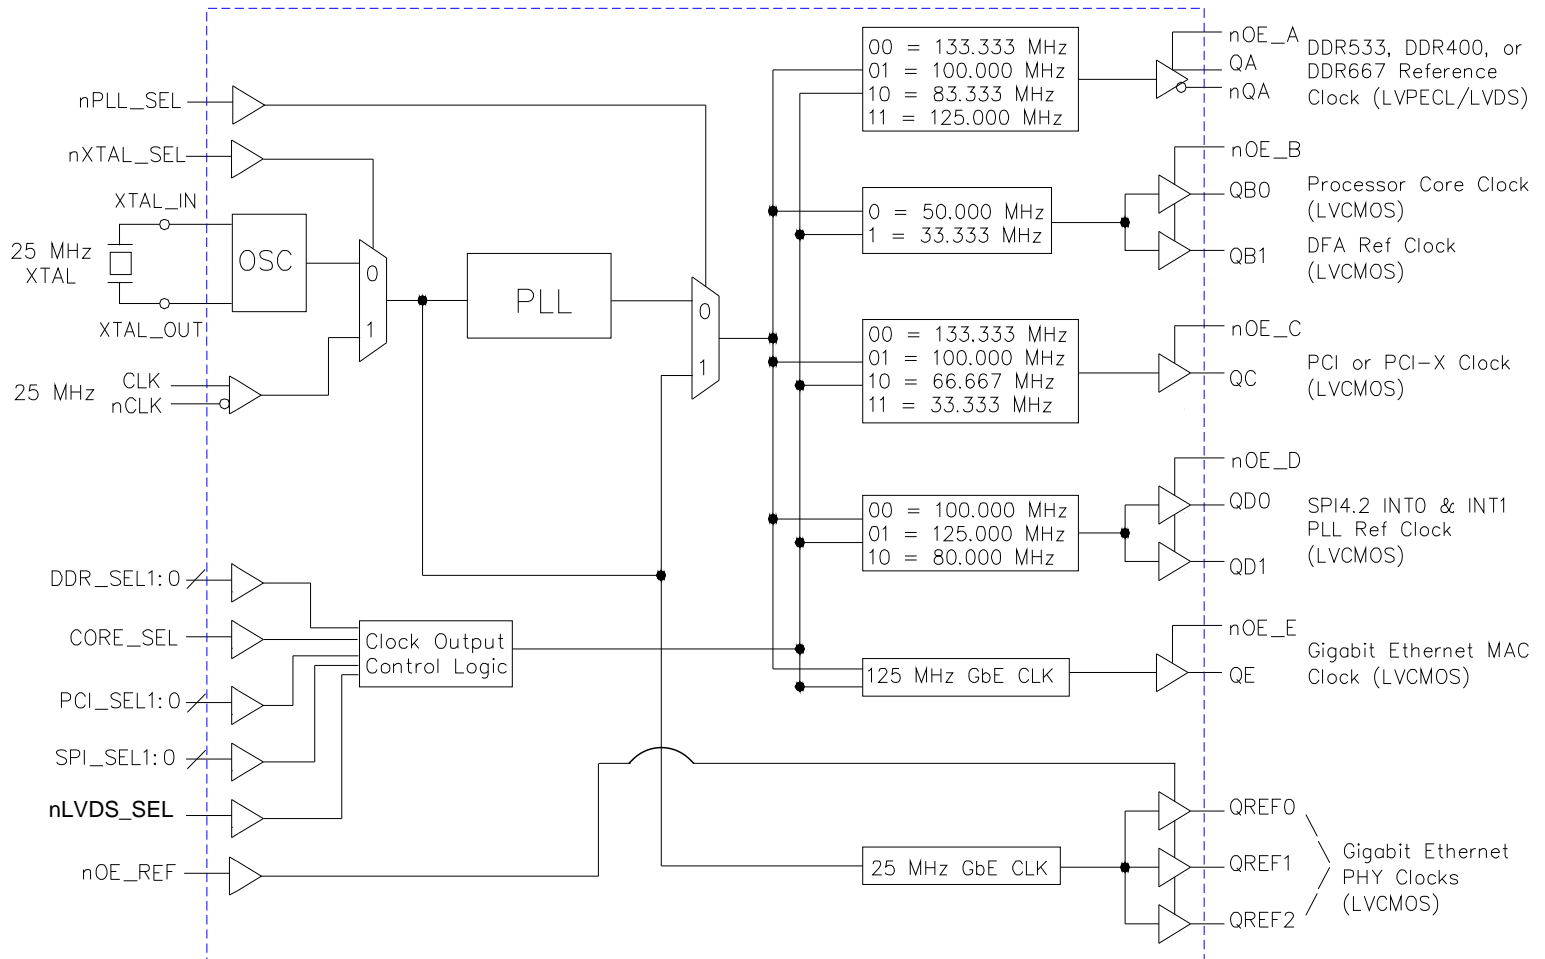 nPLL_SEL
nXTAL_SEL
XTAL_IN
25 MHz
XTAL
OSC
XTAL_OUT
25 MHz
CLK
nCLK
0
1
PLL
0
1
DDR_SEL1:0
CORE_SEL
PCI_SEL1:0
SPI_SEL1:0
nLVDS_SEL
nOE_REF
Clock Output
Control Logic
00 = 133.333 MHz
01 = 100.000 MHz
10 = 83.333 MHz
11 = 125.000 MHz
nOE_A
QA
nQA
DDR533, DDR400, or
DDR667 Reference
Clock (LVPECL/LVDS)
0 = 50.000 MHz
1 = 33.333 MHz
nOE_B
QB0
QB1
Processor Core Clock
(LVCMOS)
DFA Ref Clock
(LVCMOS)
00 = 133.333 MHz
01 = 100.000 MHz
10 = 66.667 MHz
11 = 33.333 MHz
nOE_C
QC
PCI or PCI-X Clock
(LVCMOS)
00 = 100.000 MHz
01 = 125.000 MHz
10 = 80.000 MHz
nOE_D
QD0
QD1
SPI4.2 INT0 & INT1
PLL Ref Clock
(LVCMOS)
125 MHz GbE CLK
nOE_E
QE
Gigabit Ethernet MAC
Clock (LVCMOS)
25 MHz GbE CLK
QREF0
QREF1
QREF2
Gigabit Ethernet
PHY Clocks
(LVCMOS)